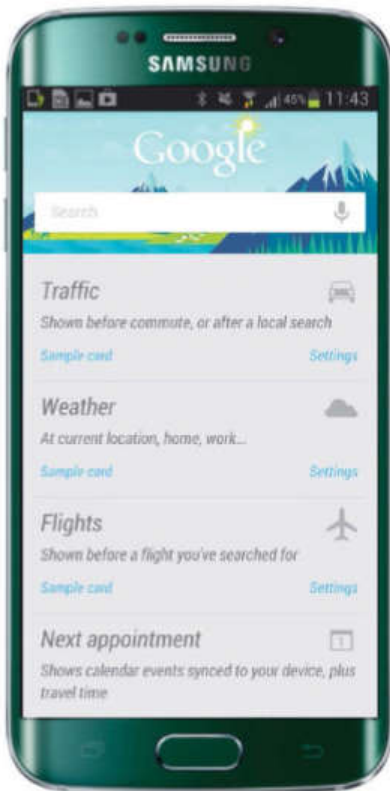 SAMSUNG
45% 11:43
Google
Search
Traffic
Shown before commute, or after a local search
Sample card Settings
Weather
At current location, home, work...
Sample card Settings
Flights
Shown before a flight you've searched for
Sample card Settings
Next appointment
1
Shows calendar events synced to your device, plus
travel time